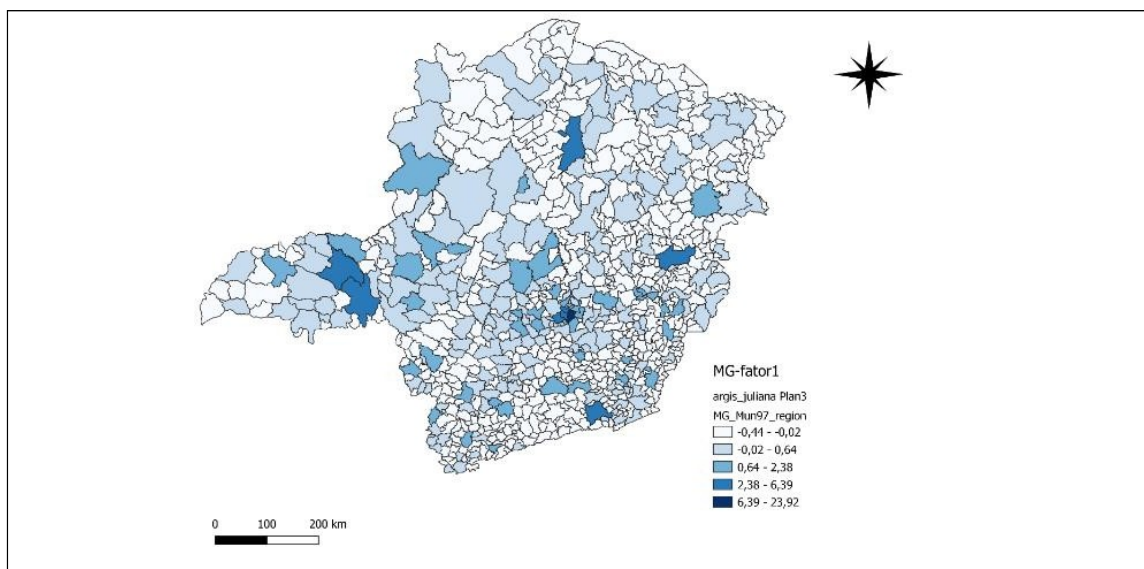 MG-fator1
argis_juliana Plan3
MG_Mun97_region
-0,44 - -0,02
-0,02 - 0,64
0,64 - 2,38
2,38 - 6,39
6,39 - 23,92
0 100 200 km